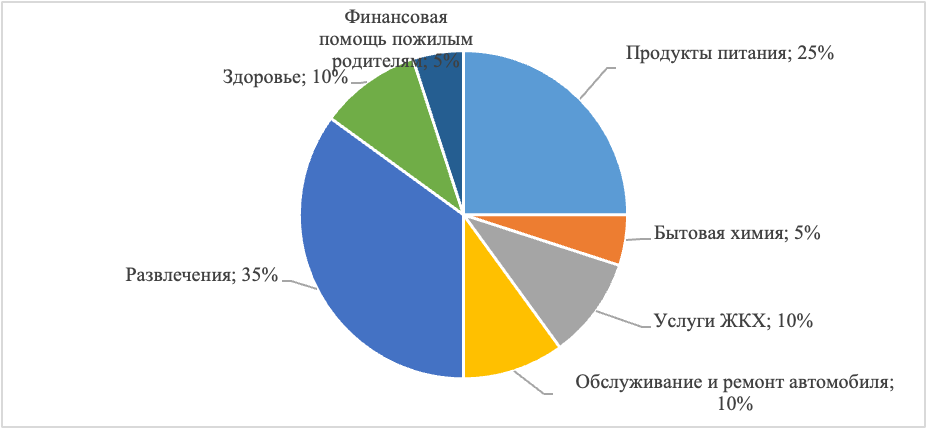 Финансовая
помощь пожилым
родителям; 5%
Продукты питания; 25%
Здоровье; 10%
Бытовая химия; 5%
Развлечения; 35%
Услуги ЖКХ; 10%
Обслуживание и ремонт автомобиля;
10%